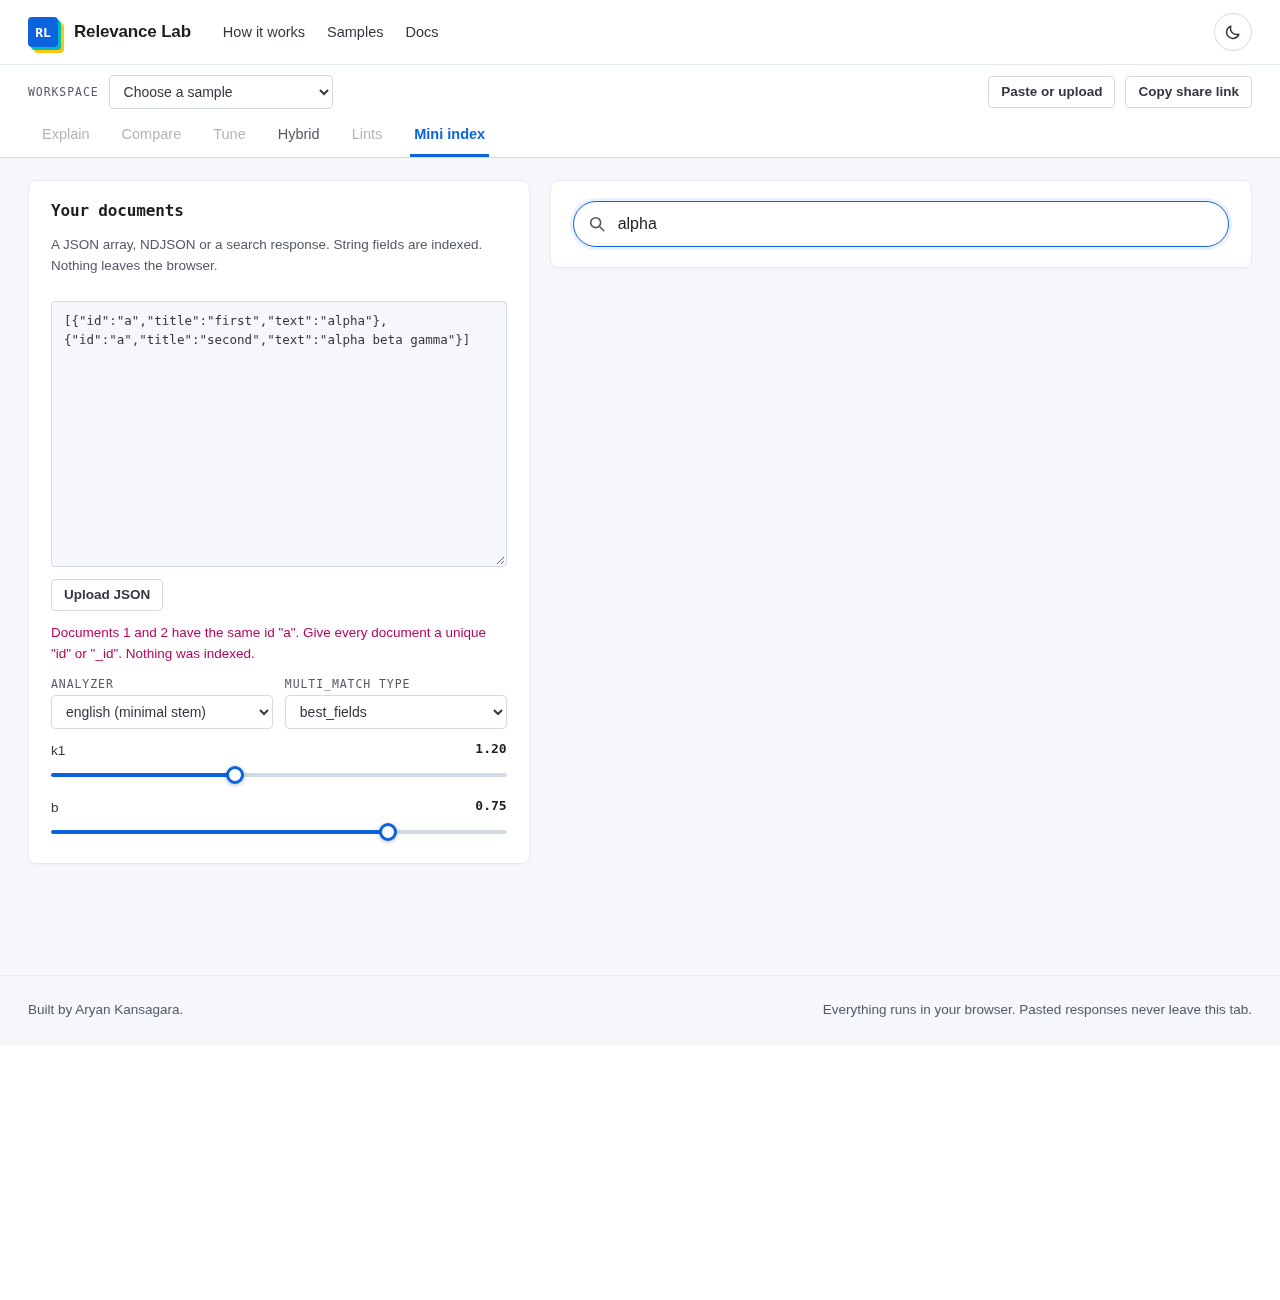 RL
Relevance Lab
How it works
Samples
Docs
WORKSPACE
Choose a sample
Paste or upload
Copy share link
Explain
Compare
Tune
Hybrid
Lints
Mini index
Your documents
A JSON array, NDJSON or a search response. String fields are indexed.
Nothing leaves the browser.
[{"id":"a","title":"first","text":"alpha"},
{"id":"a","title":"second","text":"alpha beta gamma"}]
Upload JSON
Documents 1 and 2 have the same id "a". Give every document a unique
"id" or "_id". Nothing was indexed.
ANALYZER
MULTI_MATCH TYPE
english (minimal stem)
best_fields
k1
1.20
b
0.75
alpha
Built by Aryan Kansagara.
Everything runs in your browser. Pasted responses never leave this tab.